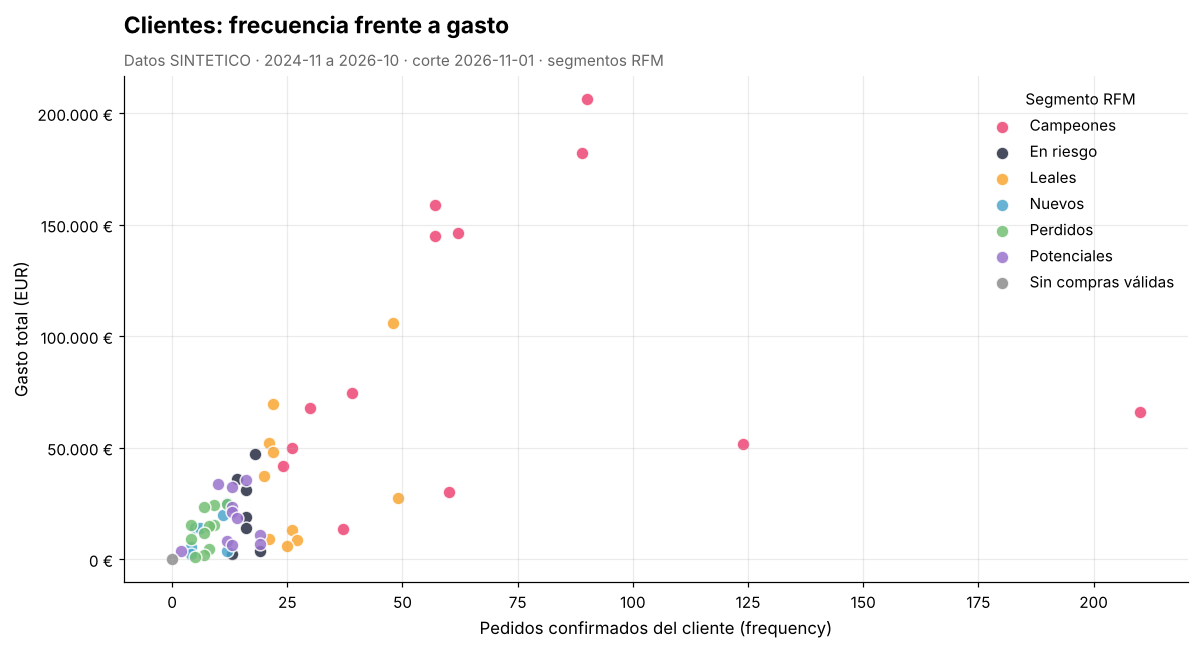 Clientes: frecuencia frente a gasto
Datos SINTETICO · 2024-11 a 2026-10 · corte 2026-11-01 · segmentos RFM
Segmento RFM
Campeones
En riesgo
Leales
Nuevos
Perdidos
Potenciales
Sin compras válidas
Gasto total (EUR)
200.000 €
150.000 €
100.000 €
50.000 €
0 €
0 25 50 75 100 125 150 175 200
Pedidos confirmados del cliente (frequency)